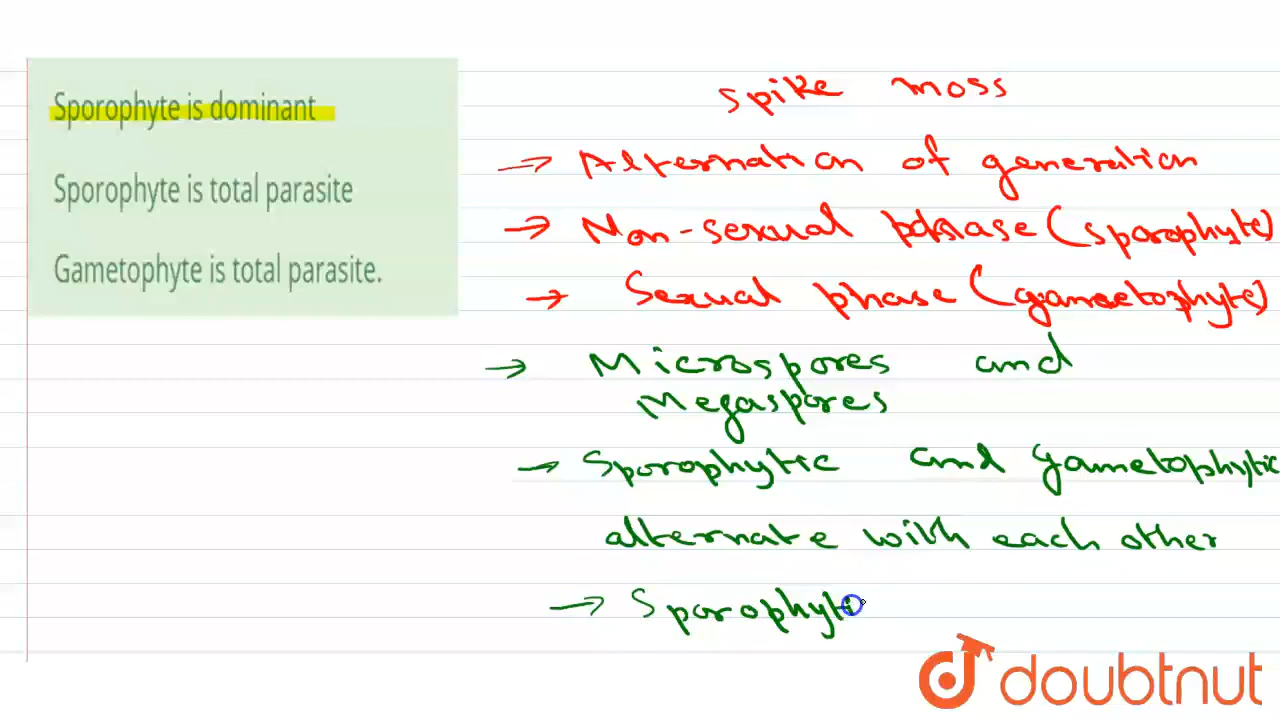 Sporophyte is dominant
Sporophyte is total parasite
Gametophyte is total parasite.
Spike moss
→ Alternation of generation
→ Non-sexual phase (sporophyte)
→ Sexual phase (gametophyte)
→ Microspores and
Megaspores
→ Sporophytic and gametophytic
alternate with each other
→ Sporophyti
doubtnut